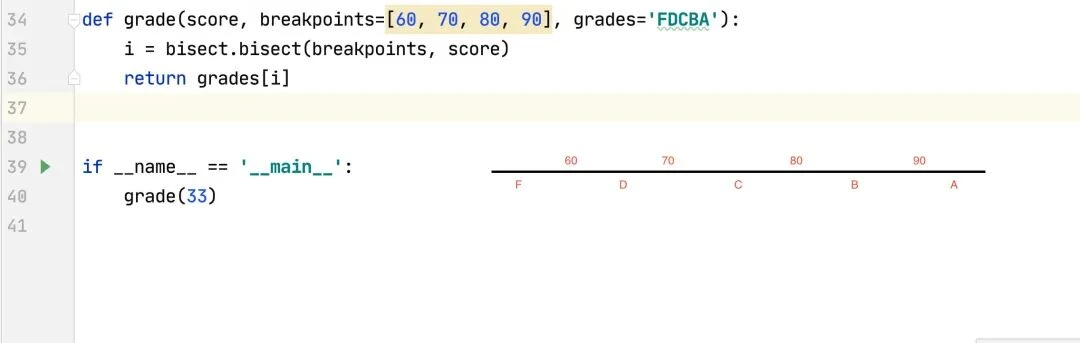 34 def grade(score, breakpoints=[60, 70, 80, 90], grades='FDCBA'):
35     i = bisect.bisect(breakpoints, score)
36     return grades[i]
37
38
39 if __name__ == '__main__':
60 70 80 90
F D C B A
40     grade(33)
41